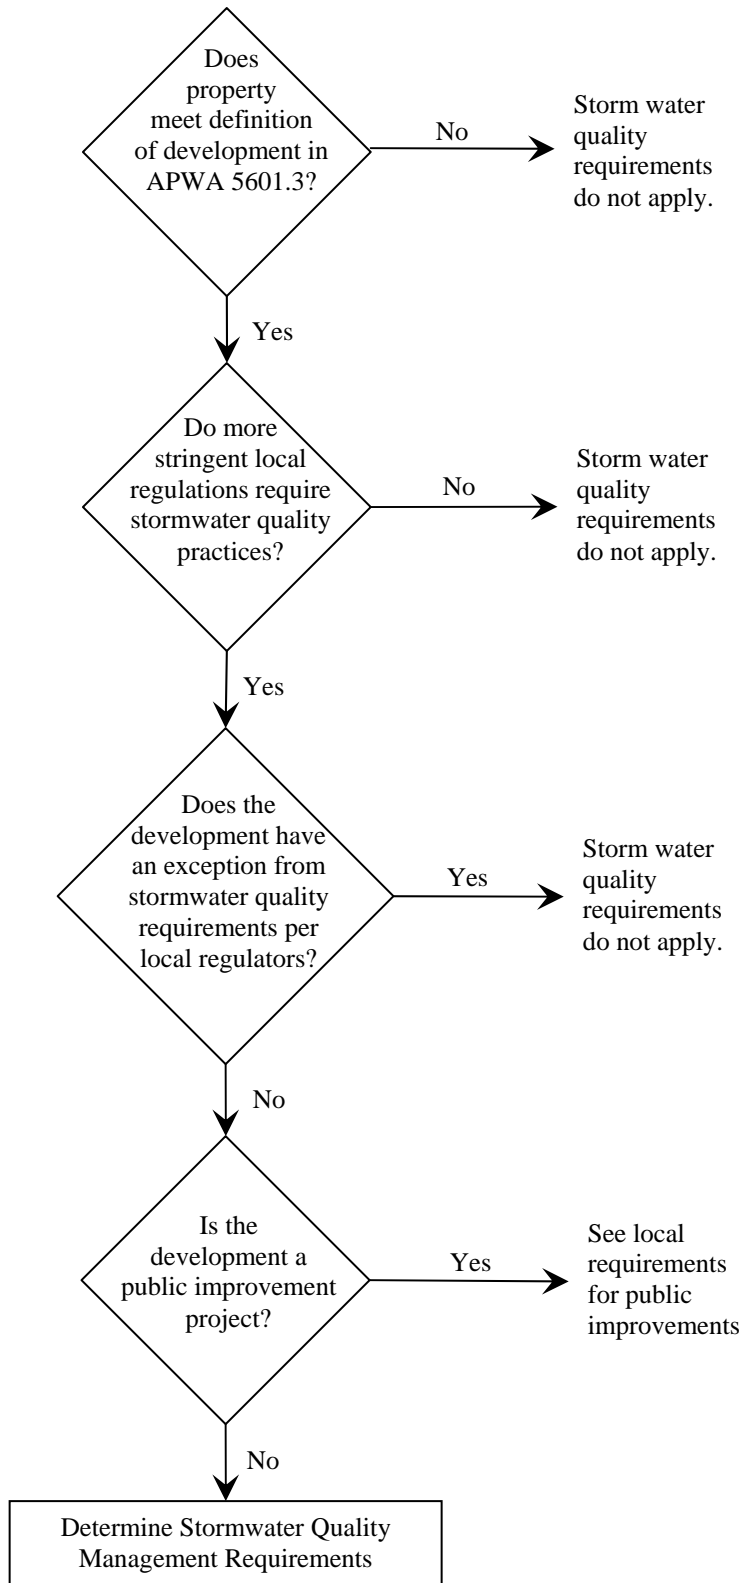 Does
property
meet definition
of development in
APWA 5601.3?
No
Storm water
quality
requirements
do not apply.
Yes
Do more
stringent local
regulations require
stormwater quality
practices?
No
Storm water
quality
requirements
do not apply.
Yes
Does the
development have
an exception from
stormwater quality
requirements per
local regulators?
Yes
Storm water
quality
requirements
do not apply.
No
Is the
development a
public improvement
project?
Yes
See local
requirements
for public
improvements
No
Determine Stormwater Quality
Management Requirements